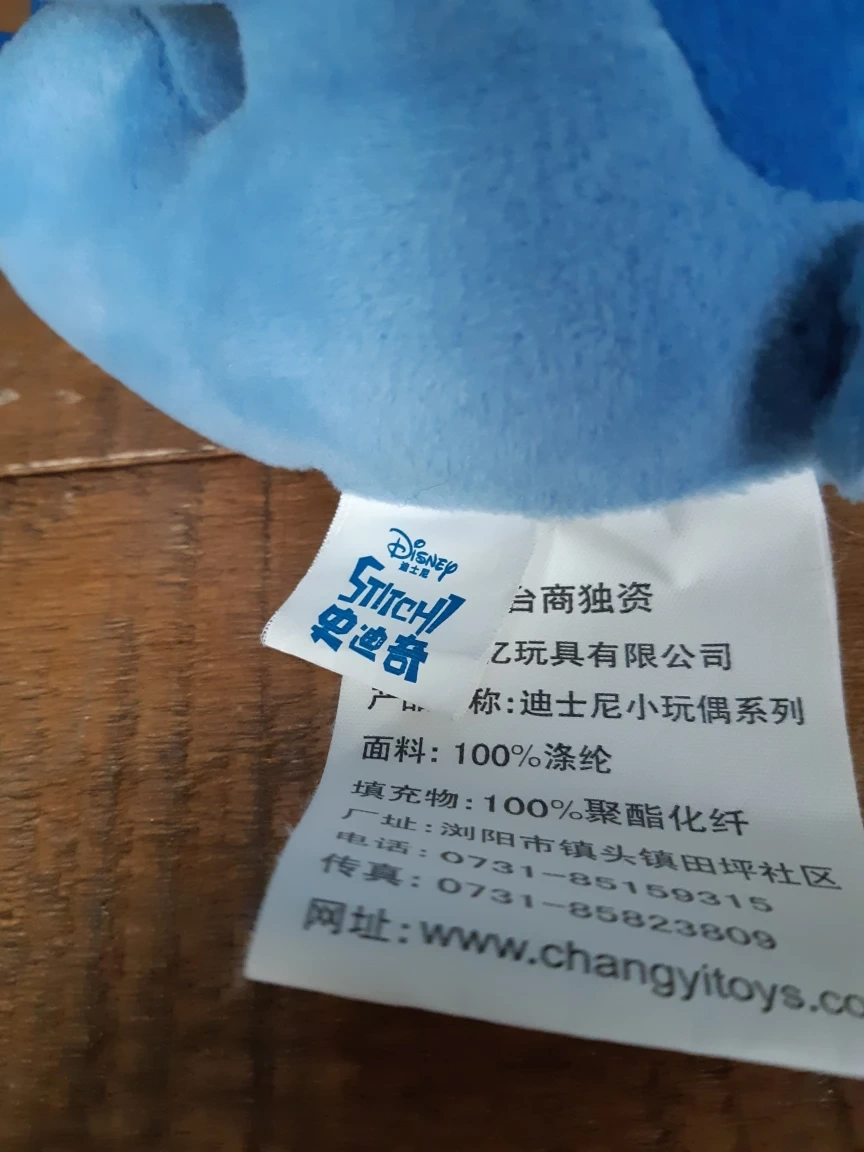 Disney
迪士尼
STITCH!
史迪奇
台商独资
亿玩具有限公司
产品 称:迪士尼小玩偶系列
面料: 100%涤纶
填充物:100%聚酯化纤
厂址:浏阳市镇头镇田坪社区
电话: 0731-85159315
传真: 0731-85823809
网址:www.changyitoys.co